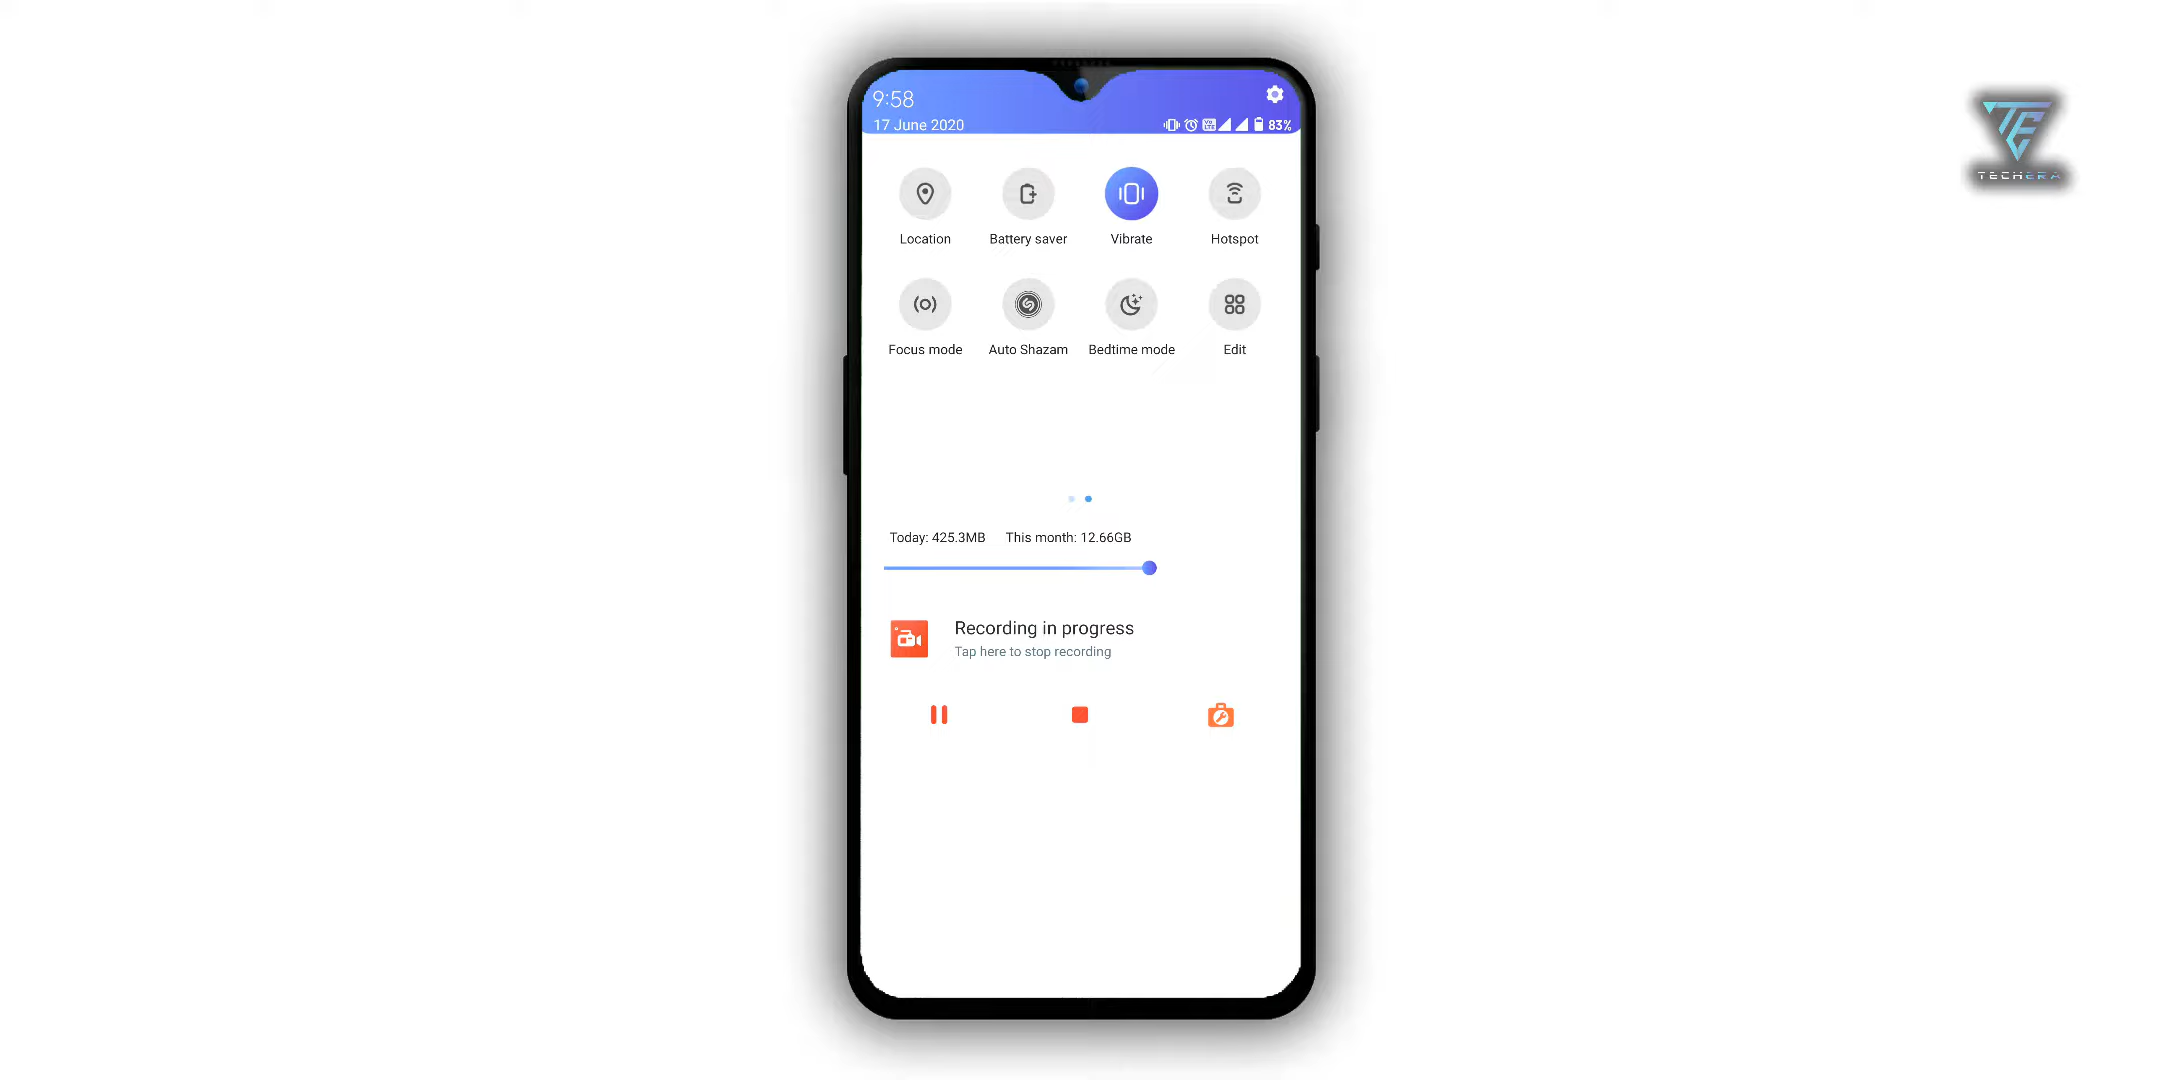 9:58
17 June 2020
83%
TECHERA
Location
Battery saver
Vibrate
Hotspot
Focus mode
Auto Shazam
Bedtime mode
Edit
Today: 425.3MB This month: 12.66GB
Recording in progress
Tap here to stop recording